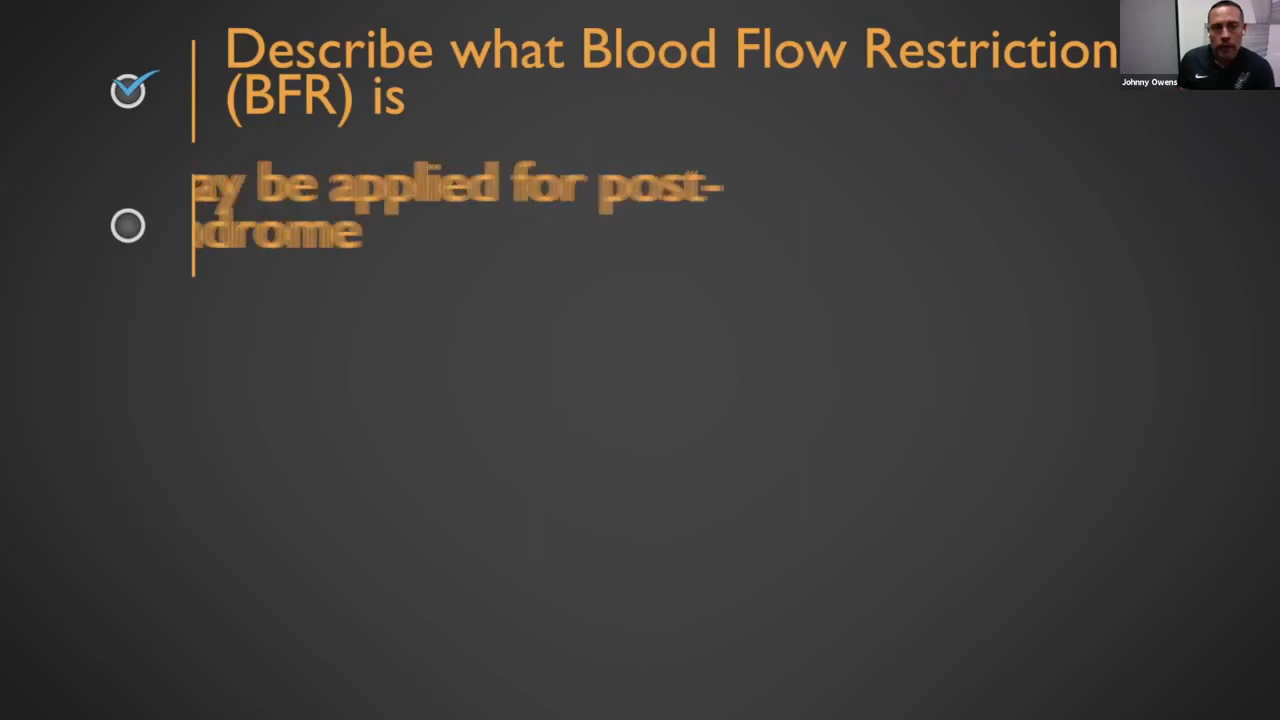 Describe what Blood Flow Restriction
(BFR) is
Johnny Owens
be applied for post-